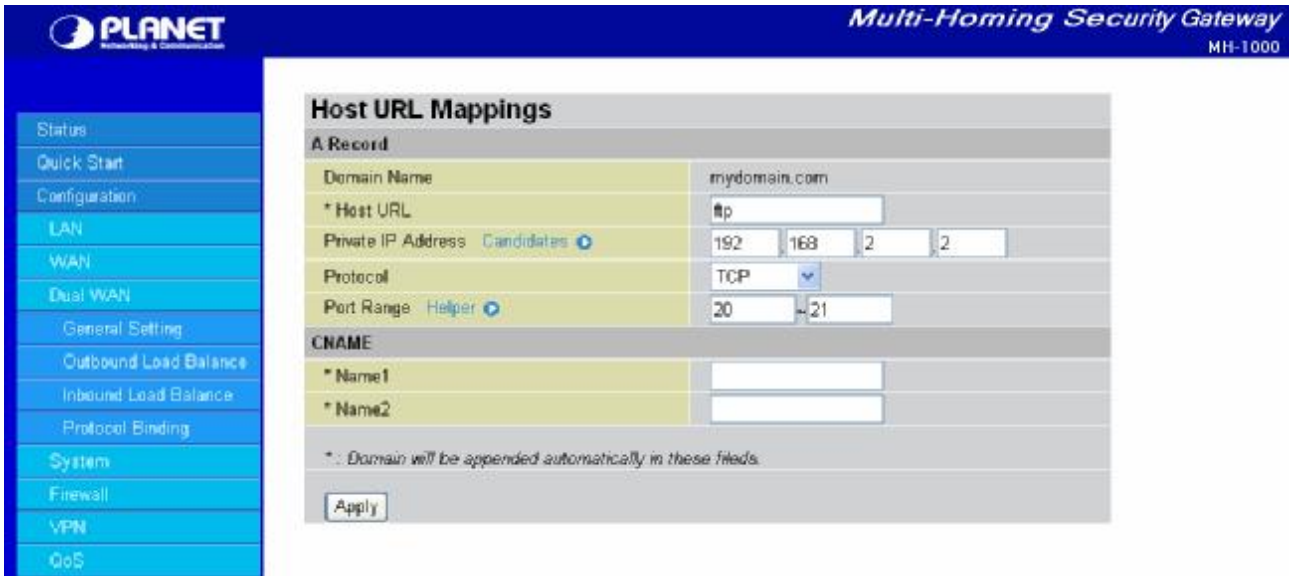 PLANET
Networking & Communication
Multi-Homing Security Gateway
MH-1000
Status
Quick Start
Configuration
LAN
WAN
Dual WAN
General Setting
Outbound Load Balance
Inbound Load Balance
Protocol Binding
System
Firewall
VPN
QoS
Host URL Mappings
A Record
Domain Name mydomain.com
* Host URL ftp
Private IP Address Candidates 192 . 168 . 2 . 2
Protocol TCP
Port Range Helper 20 ~ 21
CNAME
* Name1
* Name2
* : Domain will be appended automatically in these fileds.
Apply